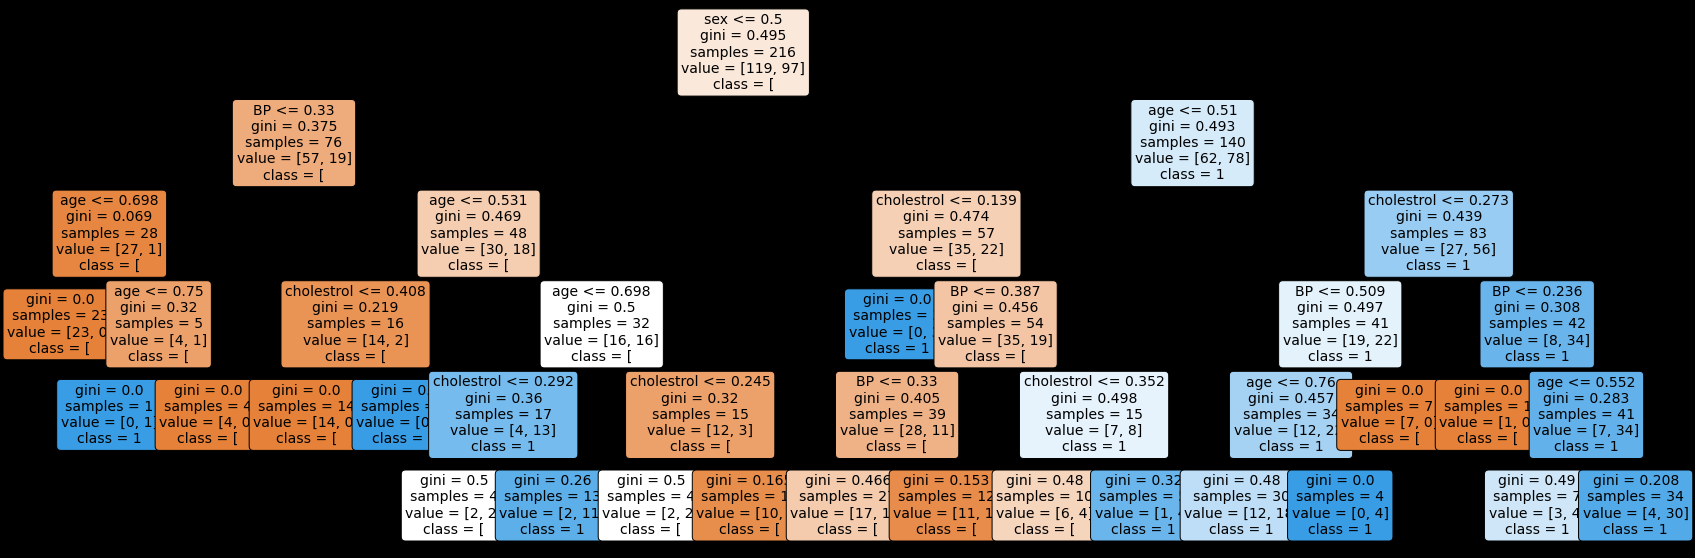 sex <= 0.5
gini = 0.495
samples = 216
value = [119, 97]
class = [
BP <= 0.33
gini = 0.375
samples = 76
value = [57, 19]
class = [
age <= 0.51
gini = 0.493
samples = 140
value = [62, 78]
class = 1
age <= 0.698
gini = 0.069
samples = 28
value = [27, 1]
class = [
age <= 0.531
gini = 0.469
samples = 48
value = [30, 18]
class = [
cholestrol <= 0.139
gini = 0.474
samples = 57
value = [35, 22]
class = [
cholestrol <= 0.273
gini = 0.439
samples = 83
value = [27, 56]
class = 1
gini = 0.0
samples = 23
value = [23, 0
class = [
age <= 0.75
gini = 0.32
samples = 5
value = [4, 1]
class = [
cholestrol <= 0.408
gini = 0.219
samples = 16
value = [14, 2]
class = [
age <= 0.698
gini = 0.5
samples = 32
value = [16, 16]
class = [
gini = 0.0
samples =
value = [0,
class = 1
BP <= 0.387
gini = 0.456
samples = 54
value = [35, 19]
class = [
BP <= 0.509
gini = 0.497
samples = 41
value = [19, 22]
class = 1
BP <= 0.236
gini = 0.308
samples = 42
value = [8, 34]
class = 1
gini = 0.0
samples = 1
value = [0, 1
class = 1
gini = 0.0
samples = 4
value = [4, 0
class = [
gini = 0.0
samples = 14
value = [14, 0
class = [
gini = 0.
samples =
value = [0
class =
cholestrol <= 0.292
gini = 0.36
samples = 17
value = [4, 13]
class = 1
cholestrol <= 0.245
gini = 0.32
samples = 15
value = [12, 3]
class = [
BP <= 0.33
gini = 0.405
samples = 39
value = [28, 11]
class = [
cholestrol <= 0.352
gini = 0.498
samples = 15
value = [7, 8]
class = 1
age <= 0.76
gini = 0.457
samples = 34
value = [12, 2
class = 1
gini = 0.0
samples = 7
value = [7, 0
class = [
gini = 0.0
samples = 1
value = [1, 0
class = [
age <= 0.552
gini = 0.283
samples = 41
value = [7, 34]
class = 1
gini = 0.5
samples = 4
value = [2, 2
class = [
gini = 0.26
samples = 13
value = [2, 11
class = 1
gini = 0.5
samples = 4
value = [2, 2
class = [
gini = 0.165
samples = 1
value = [10,
class = [
gini = 0.466
samples = 27
value = [17, 1
class = [
gini = 0.153
samples = 12
value = [11, 1
class = [
gini = 0.48
samples = 10
value = [6, 4]
class = [
gini = 0.32
samples =
value = [1, 4
class = 1
gini = 0.48
samples = 30
value = [12, 18
class = 1
gini = 0.0
samples = 4
value = [0, 4]
class = 1
gini = 0.49
samples = 7
value = [3, 4
class = 1
gini = 0.208
samples = 34
value = [4, 30]
class = 1